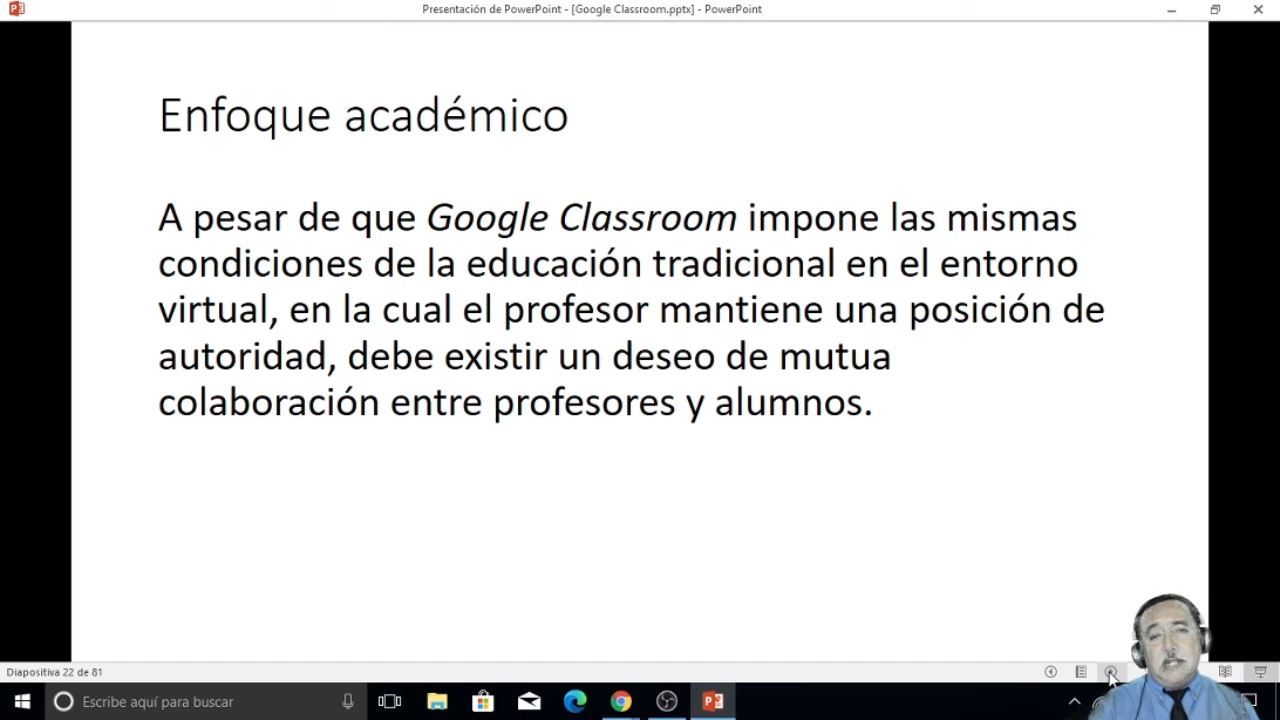 Presentación de PowerPoint - [Google Classroom.pptx] - PowerPoint
Enfoque académico
A pesar de que Google Classroom impone las mismas
condiciones de la educación tradicional en el entorno
virtual, en la cual el profesor mantiene una posición de
autoridad, debe existir un deseo de mutua
colaboración entre profesores y alumnos.
Diapositiva 22 de 81
Escribe aquí para buscar